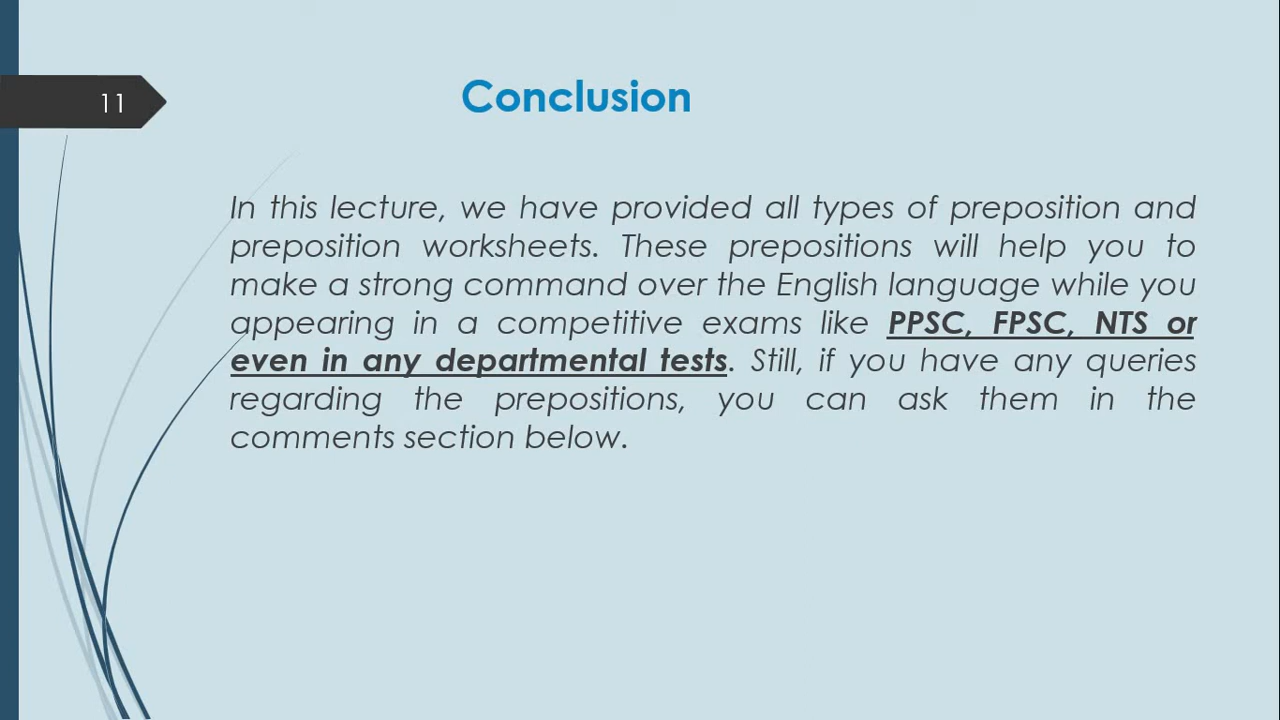 11
Conclusion
In this lecture, we have provided all types of preposition and
preposition worksheets. These prepositions will help you to
make a strong command over the English language while you
appearing in a competitive exams like PPSC, FPSC, NTS or
even in any departmental tests. Still, if you have any queries
regarding the prepositions, you can ask them in the
comments section below.